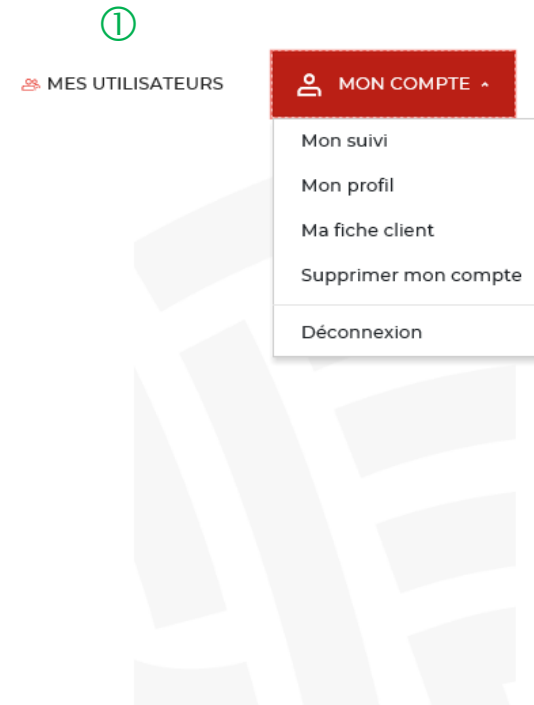 ①
MES UTILISATEURS
MON COMPTE
Mon suivi
Mon profil
Ma fiche client
Supprimer mon compte
Déconnexion